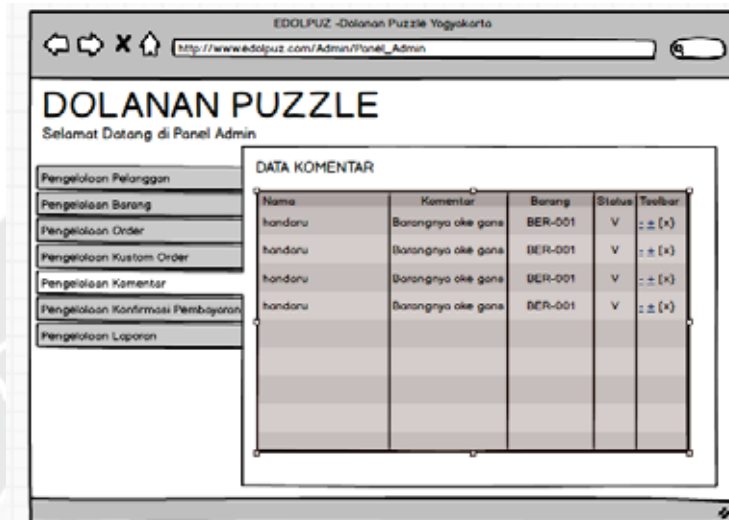 EDOLPUZ -Dolanan Puzzle Yogyakarta
http://www.edolpuz.com/Admin/Panel_Admin
DOLANAN PUZZLE
Selamat Datang di Panel Admin
Pengelolaan Pelanggan
Pengelolaan Barang
Pengelolaan Order
Pengelolaan Kustom Order
Pengelolaan Komentar
Pengelolaan Konfirmasi Pembayaran
Pengelolaan Laporan
DATA KOMENTAR
Nama Komentar Barang Status Toolbar
handaru Barangnya oke gans BER-001 V - + {x}
handaru Barangnya oke gans BER-001 V - + {x}
handaru Barangnya oke gans BER-001 V - + {x}
handaru Barangnya oke gans BER-001 V - + {x}